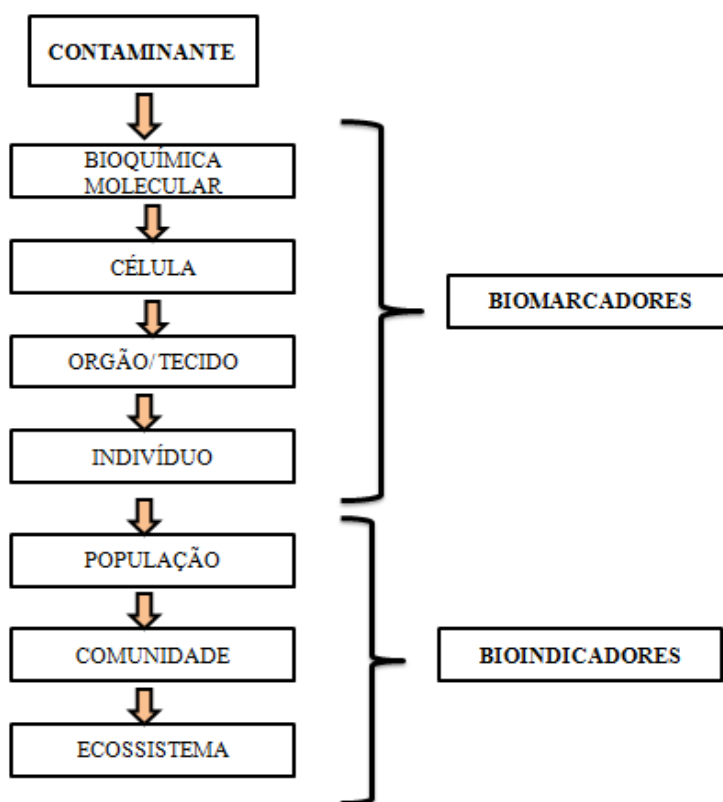 CONTAMINANTE
BIOQUÍMICA
MOLECULAR
CÉLULA
ORGÃO/ TECIDO
INDIVÍDUO
POPULAÇÃO
COMUNIDADE
ECOSSISTEMA
BIOMARCADORES
BIOINDICADORES